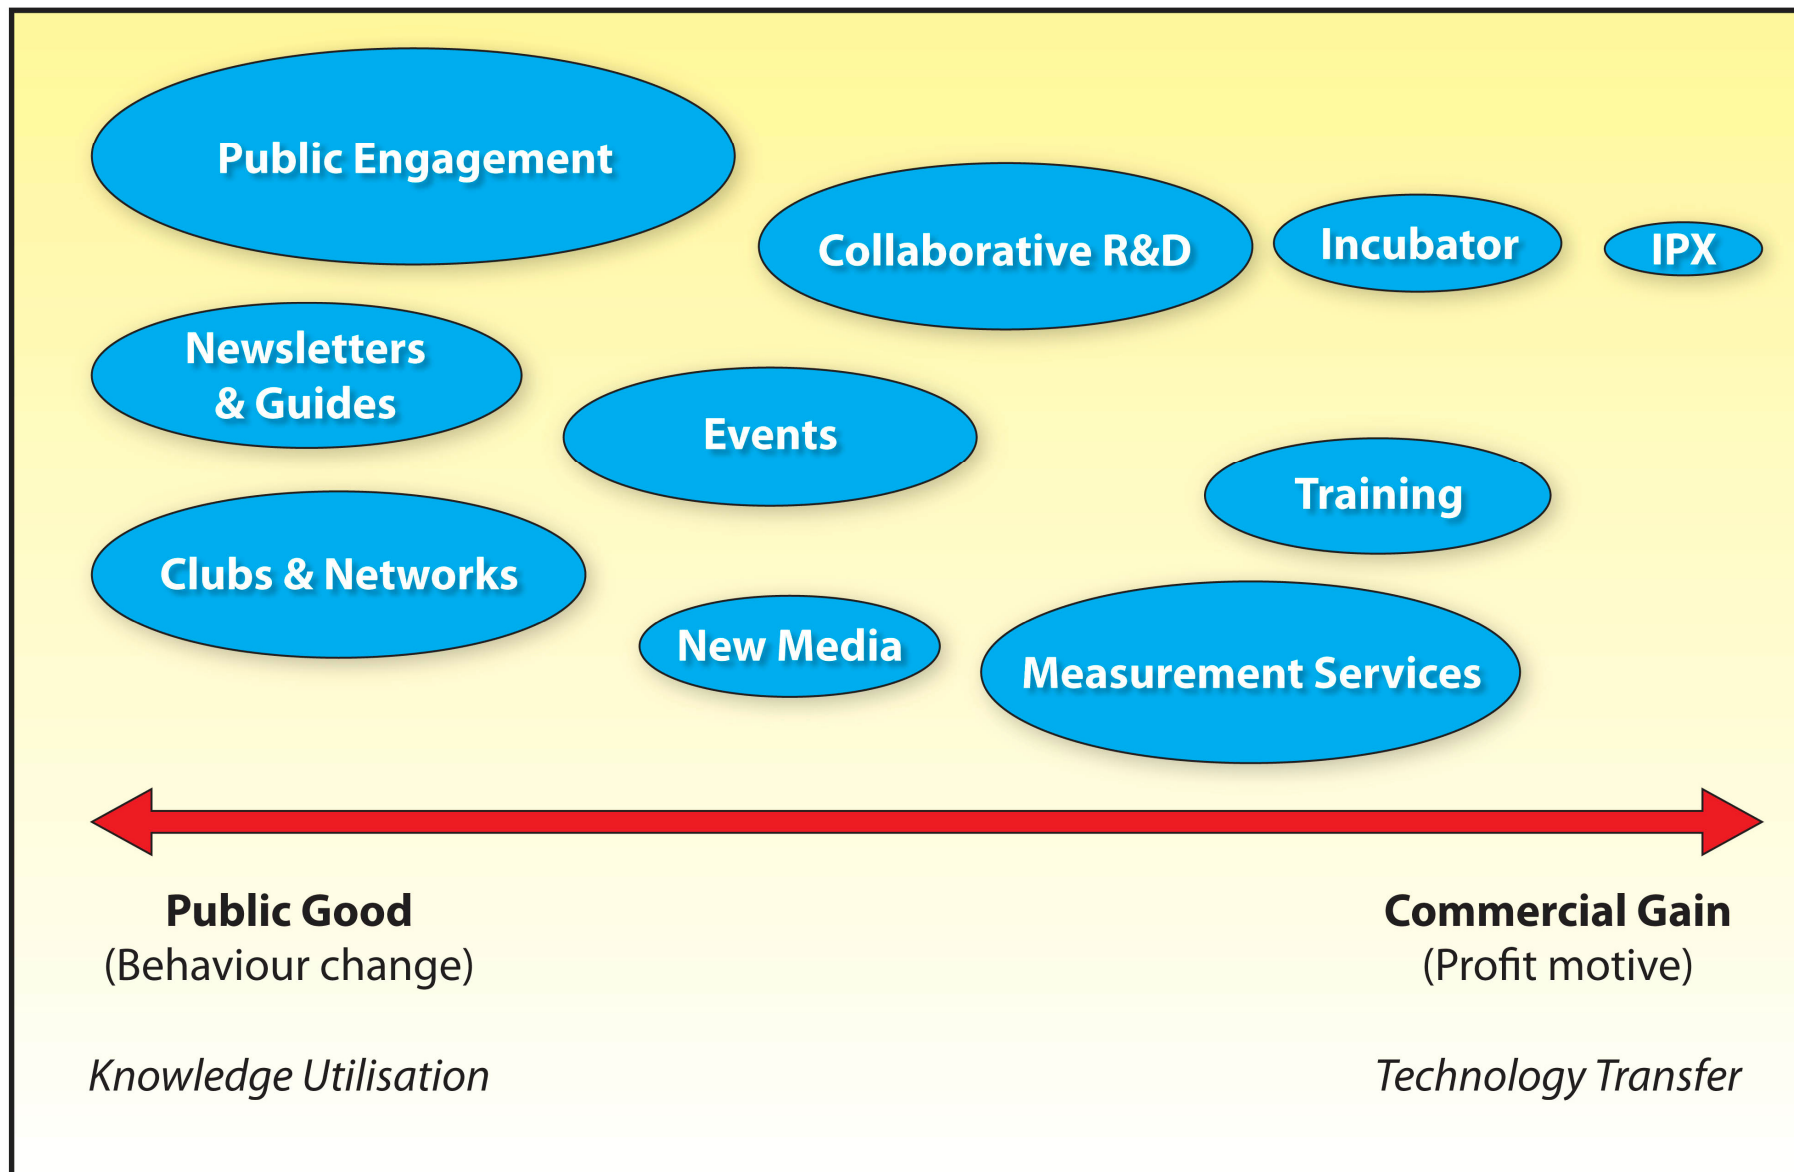 Public Engagement
Collaborative R&D
Incubator
IPX
Newsletters
& Guides
Events
Training
Clubs & Networks
New Media
Measurement Services
Public Good
(Behaviour change)
Knowledge Utilisation
Commercial Gain
(Profit motive)
Technology Transfer